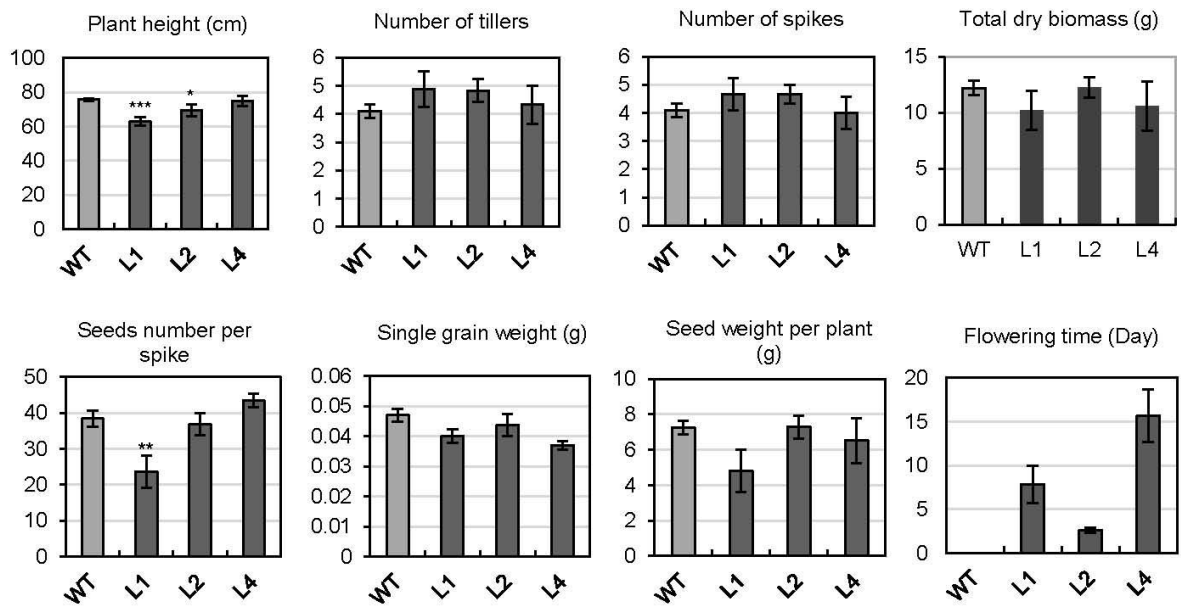 Plant height (cm)
100
80
60
40
20
0
***
*
WT L1 L2 L4
Number of tillers
6
5
4
3
2
1
0
WT L1 L2 L4
Number of spikes
6
5
4
3
2
1
0
WT L1 L2 L4
Total dry biomass (g)
15
10
5
0
WT L1 L2 L4
Seeds number per
spike
50
40
30
20
10
0
**
WT L1 L2 L4
Single grain weight (g)
0.06
0.05
0.04
0.03
0.02
0.01
0
WT L1 L2 L4
Seed weight per plant
(g)
10
8
6
4
2
0
WT L1 L2 L4
Flowering time (Day)
20
15
10
5
0
WT L1 L2 L4